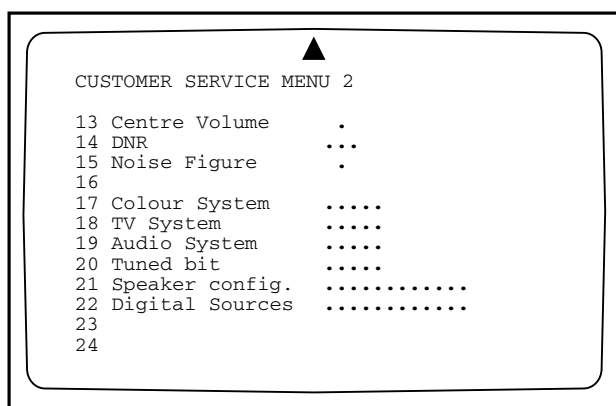 CUSTOMER SERVICE MENU 2
13 Centre Volume .
14 DNR ...
15 Noise Figure .
16
17 Colour System .....
18 TV System .....
19 Audio System .....
20 Tuned bit .....
21 Speaker config. ............
22 Digital Sources ............
23
24